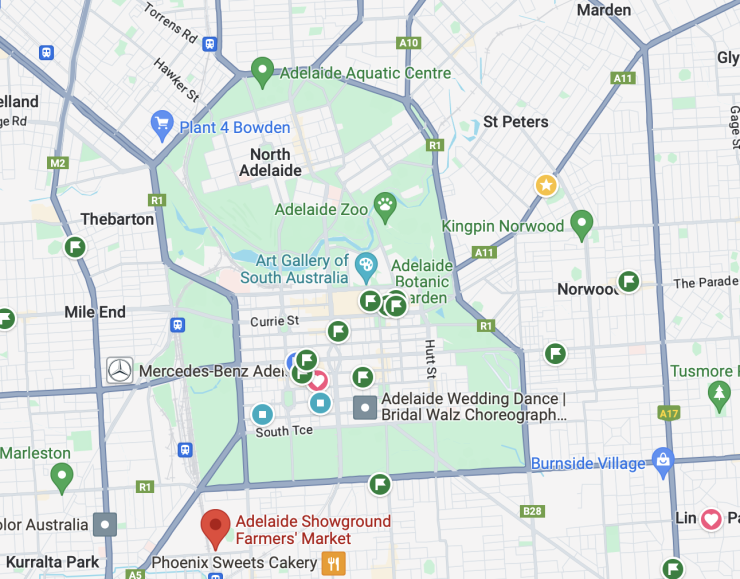 Marden
Torrens Rd
A10
Gly
Adelaide Aquatic Centre
A11
Hawker St
elland
ge Rd
Plant 4 Bowden
St Peters
Gage St
R1
North
Adelaide
M2
R1
Adelaide Zoo
Thebarton
Kingpin Norwood
A11
Art Gallery of
South Australia
Adelaide
Botanic
arden
Norwood
The Parade
Mile End
Currie St
R1
Hutt St
Mercedes-Benz Adel
Tusmore
Adelaide Wedding Dance |
Bridal Walz Choreograph...
A17
South Tce
Marleston
Burnside Village
R1
B28
Lin
Pa
olor Australia
Adelaide Showground
Farmers' Market
Kurralta Park
Phoenix Sweets Cakery
A5